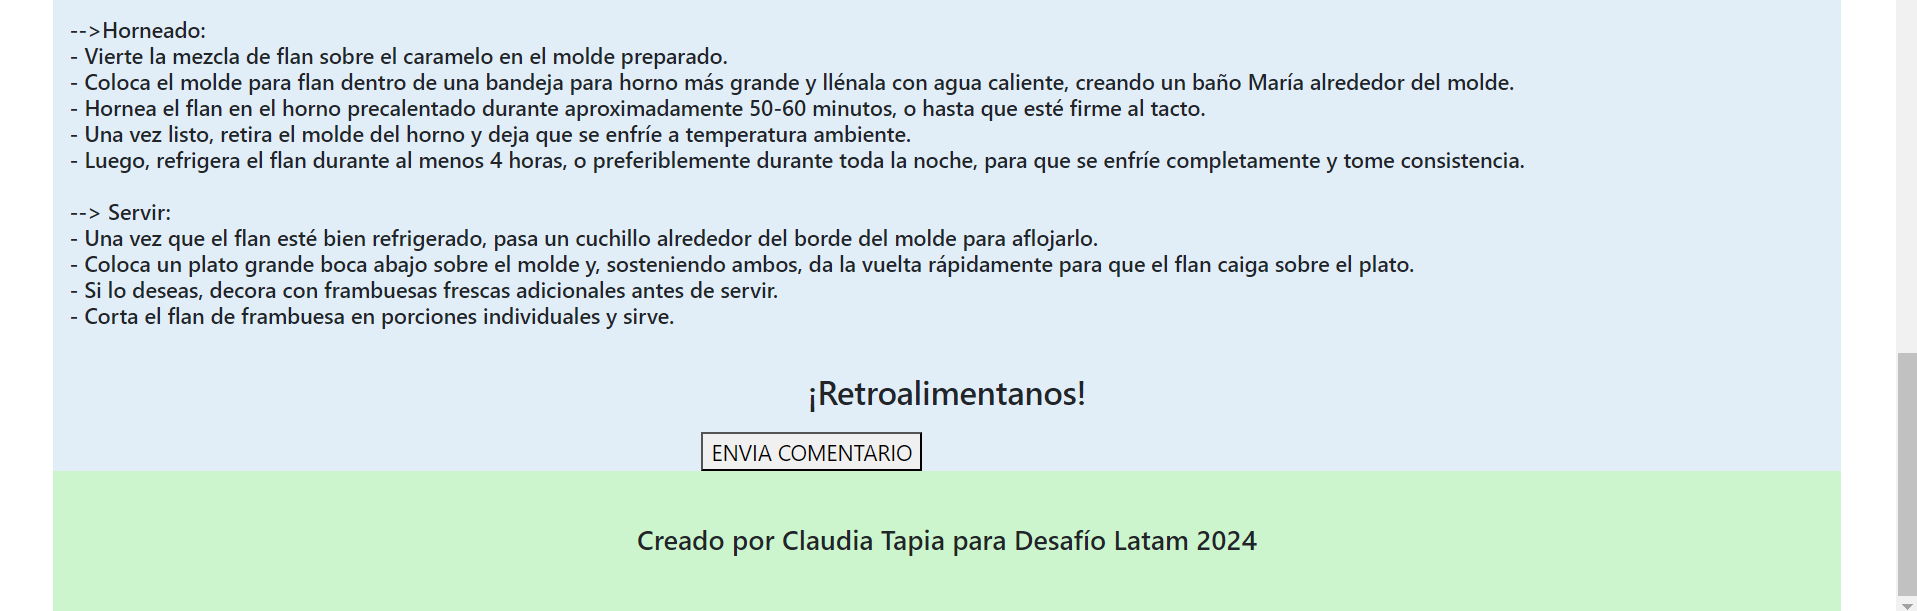 -->Horneado:
- Vierte la mezcla de flan sobre el caramelo en el molde preparado.
- Coloca el molde para flan dentro de una bandeja para horno más grande y llénala con agua caliente, creando un baño María alrededor del molde.
- Hornea el flan en el horno precalentado durante aproximadamente 50-60 minutos, o hasta que esté firme al tacto.
- Una vez listo, retira el molde del horno y deja que se enfríe a temperatura ambiente.
- Luego, refrigera el flan durante al menos 4 horas, o preferiblemente durante toda la noche, para que se enfríe completamente y tome consistencia.
--> Servir:
- Una vez que el flan esté bien refrigerado, pasa un cuchillo alrededor del borde del molde para aflojarlo.
- Coloca un plato grande boca abajo sobre el molde y, sosteniendo ambos, da la vuelta rápidamente para que el flan caiga sobre el plato.
- Si lo deseas, decora con frambuesas frescas adicionales antes de servir.
- Corta el flan de frambuesa en porciones individuales y sirve.
¡Retroalimentanos!
ENVIA COMENTARIO
Creado por Claudia Tapia para Desafío Latam 2024